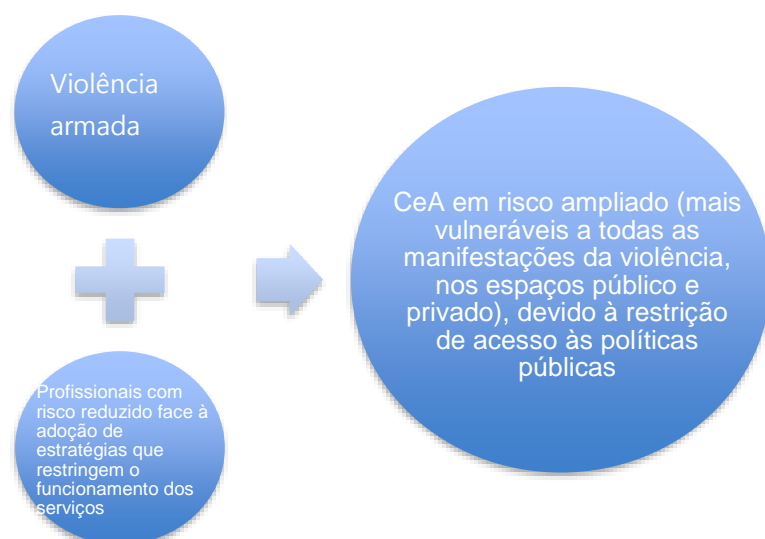 Violência
armada
Profissionais com
risco reduzido face à
adoção de
estratégias que
restringem o
funcionamento dos
serviços
CeA em risco ampliado (mais
vulneráveis a todas as
manifestações da violência,
nos espaços público e
privado), devido à restrição
de acesso às políticas
públicas